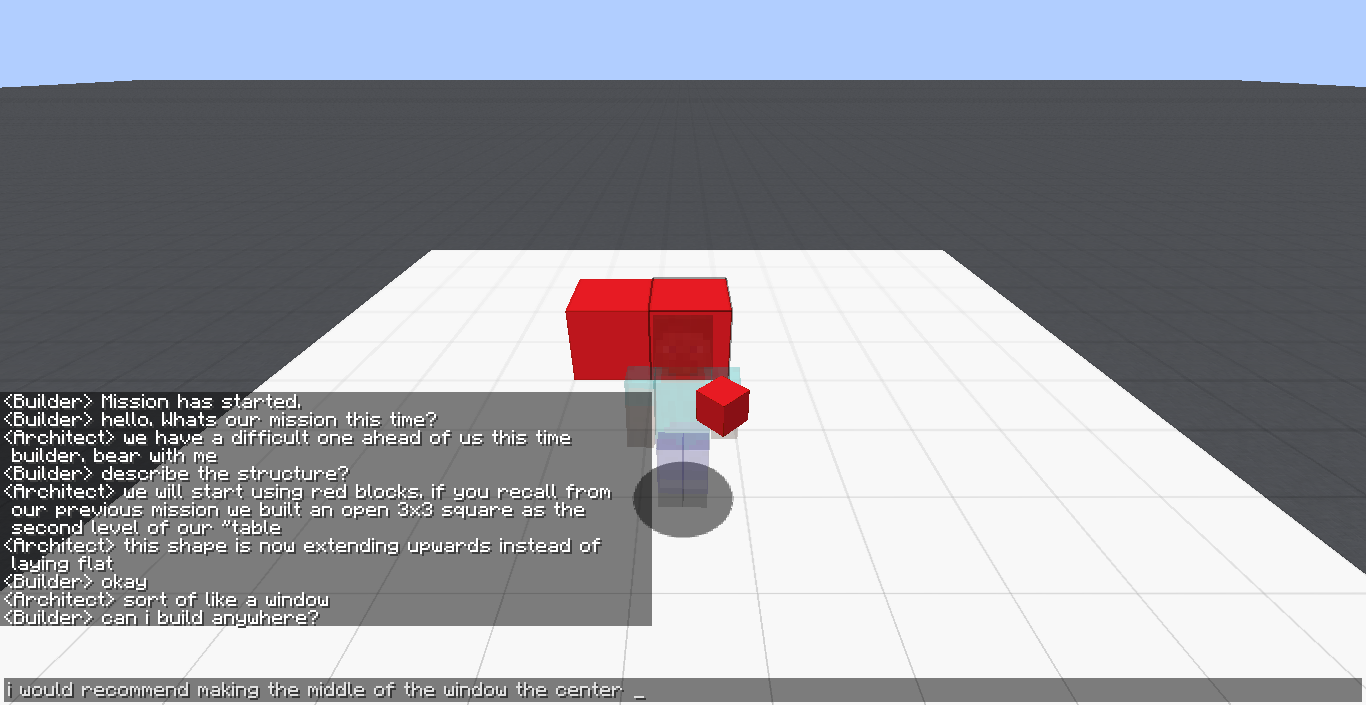 <Builder> Mission has started.
<Builder> hello. Whats our mission this time?
<Architect> we have a difficult one ahead of us this time
builder. bear with me
<Builder> describe the structure?
<Architect> we will start using red blocks. if you recall from
our previous mission we built an open 3x3 square as the
second level of our "table
<Architect> this shape is now extending upwards instead of
laying flat
<Builder> okay
<Architect> sort of like a window
<Builder> can i build anywhere?
i would recommend making the middle of the window the center _